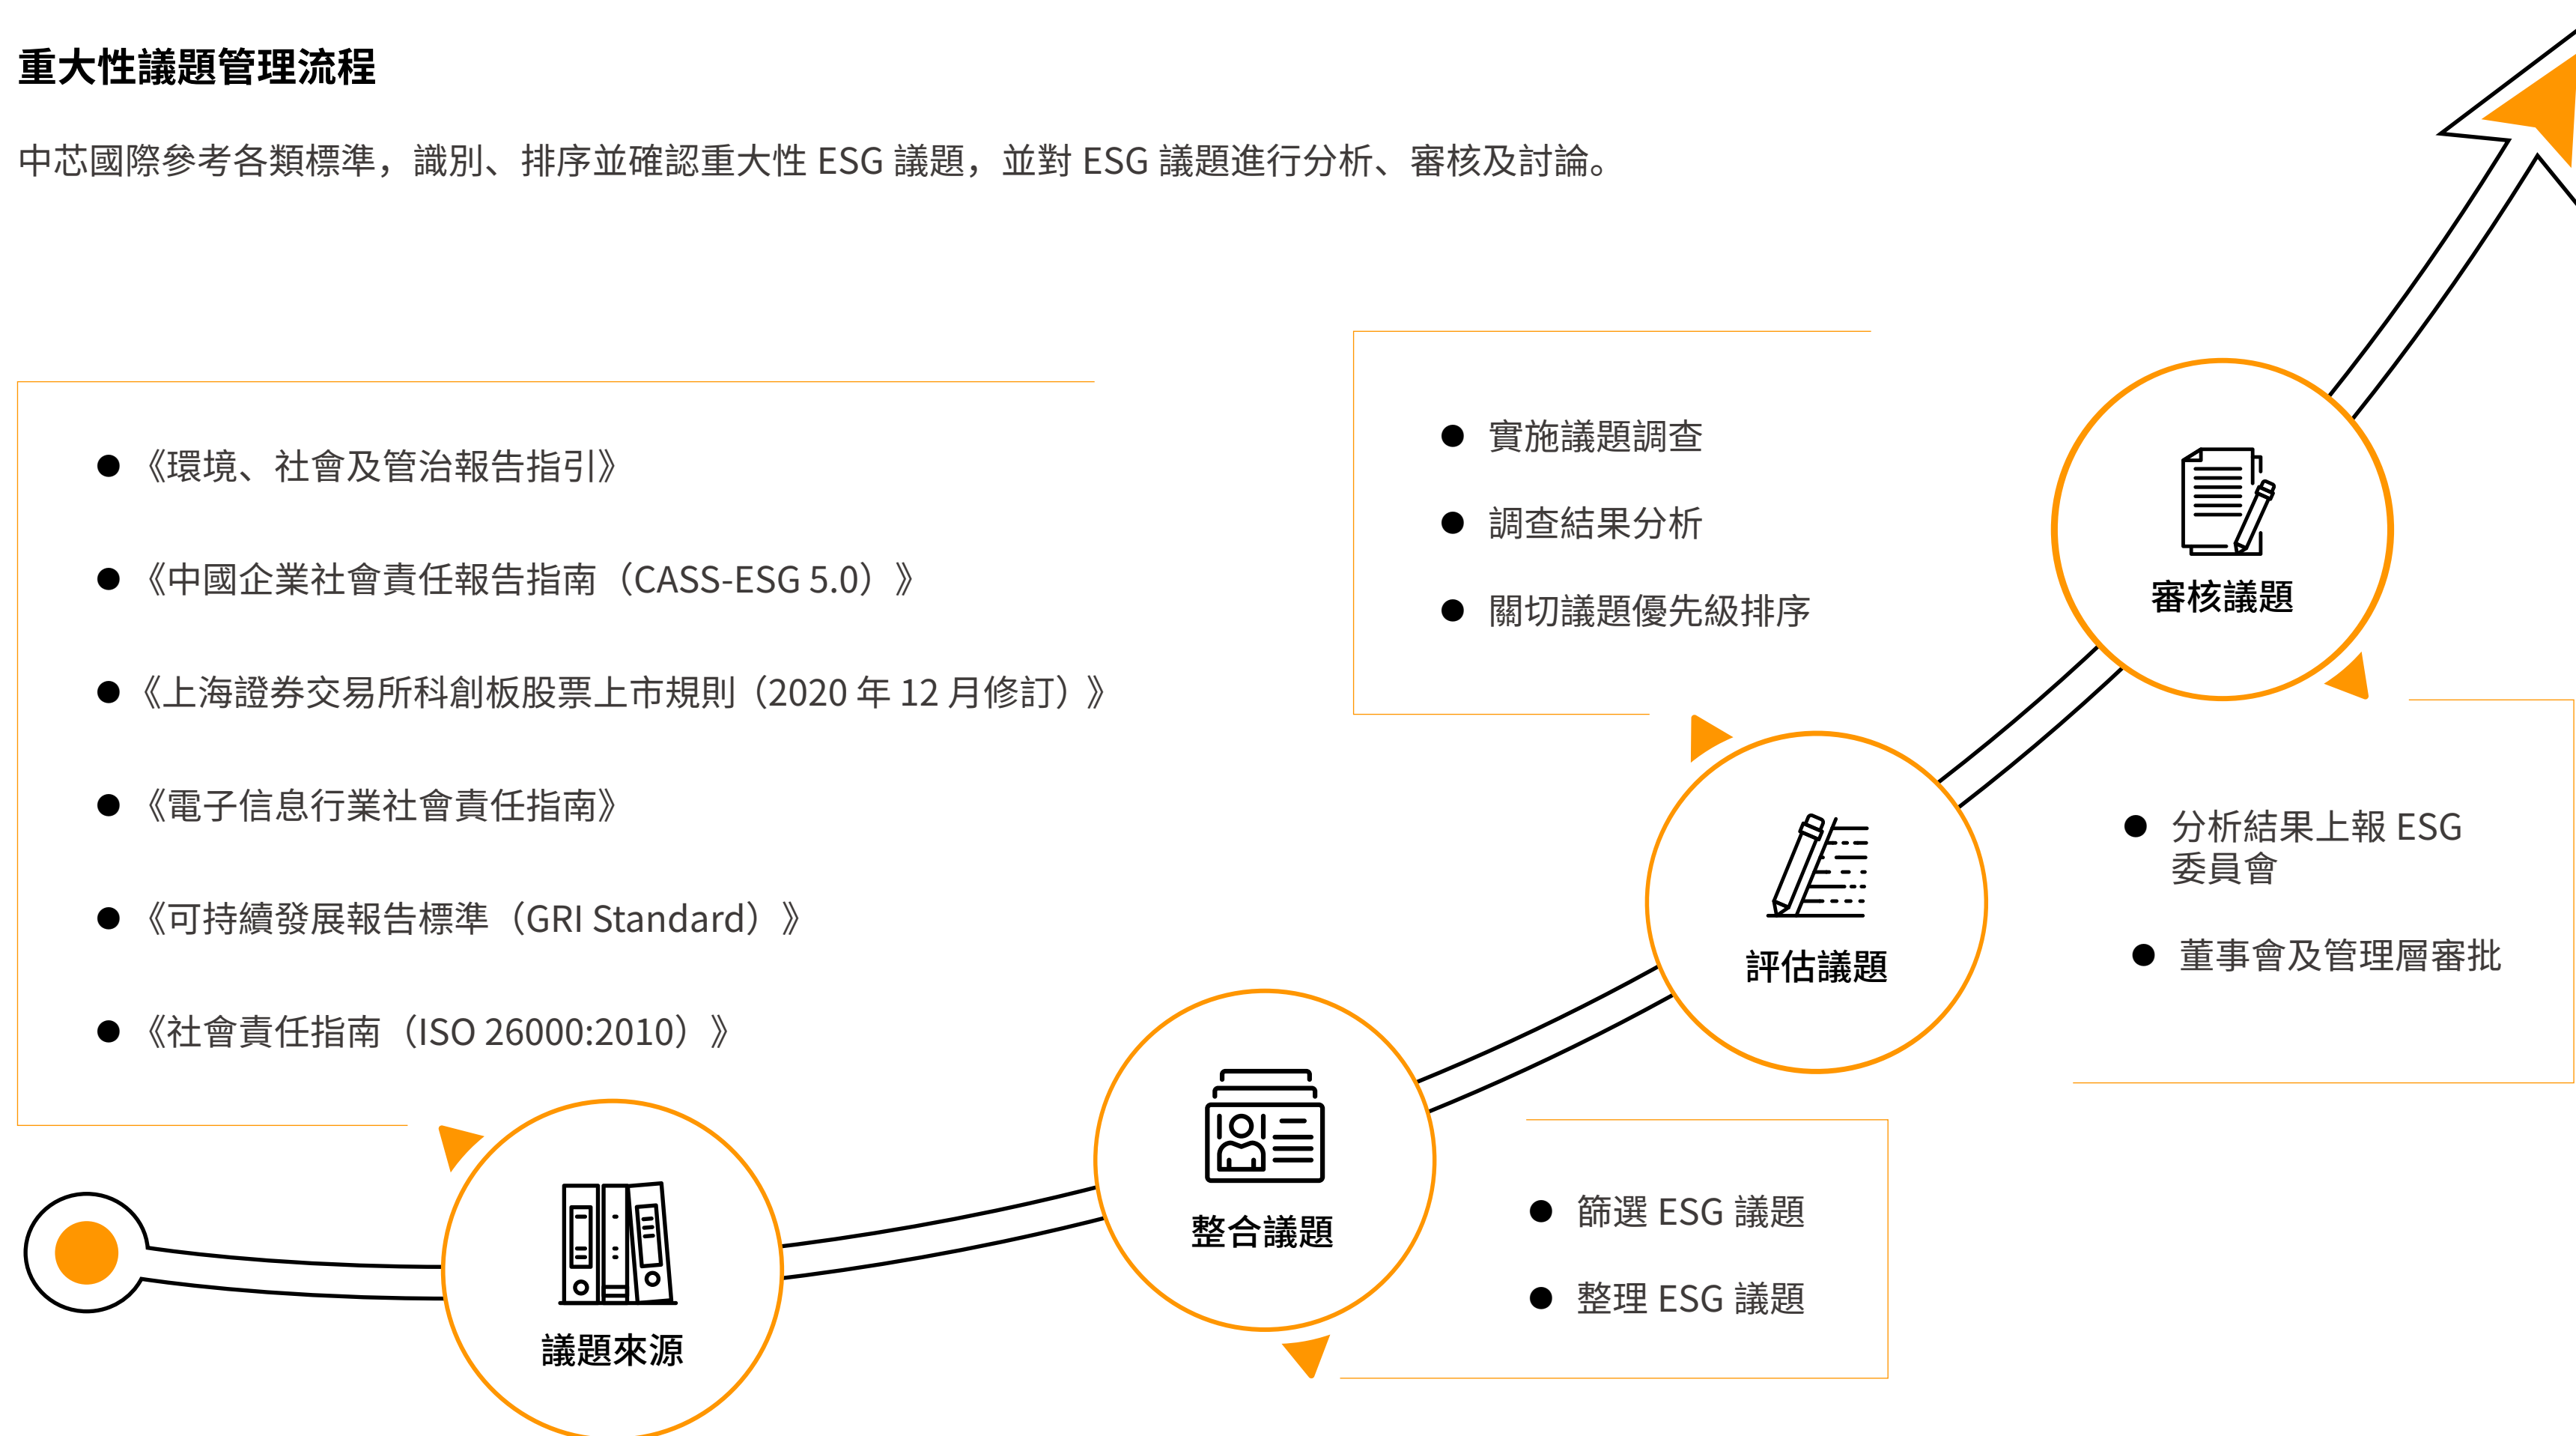 重大性議題管理流程
中芯國際參考各類標準，識別、排序並確認重大性 ESG 議題，並對 ESG 議題進行分析、審核及討論。
《環境、社會及管治報告指引》
《中國企業社會責任報告指南（CASS-ESG 5.0）》
《上海證券交易所科創板股票上市規則（2020 年 12 月修訂）》
《電子信息行業社會責任指南》
《可持續發展報告標準（GRI Standard）》
《社會責任指南（ISO 26000:2010）》
議題來源
整合議題
篩選 ESG 議題
整理 ESG 議題
實施議題調查
調查結果分析
關切議題優先級排序
評估議題
審核議題
分析結果上報 ESG
委員會
董事會及管理層審批